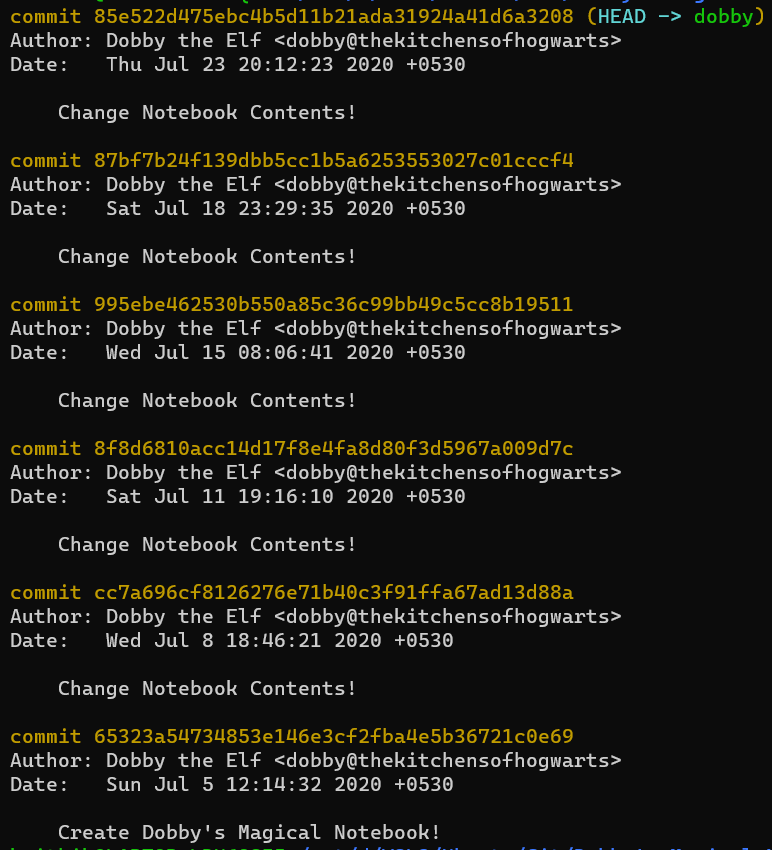 commit 85e522d475ebc4b5d11b21ada31924a41d6a3208 (HEAD -> dobby)
Author: Dobby the Elf <dobby@thekitchensofhogwarts>
Date:   Thu Jul 23 20:12:23 2020 +0530
Change Notebook Contents!
commit 87bf7b24f139dbb5cc1b5a6253553027c01cccf4
Author: Dobby the Elf <dobby@thekitchensofhogwarts>
Date:   Sat Jul 18 23:29:35 2020 +0530
Change Notebook Contents!
commit 995ebe462530b550a85c36c99bb49c5cc8b19511
Author: Dobby the Elf <dobby@thekitchensofhogwarts>
Date:   Wed Jul 15 08:06:41 2020 +0530
Change Notebook Contents!
commit 8f8d6810acc14d17f8e4fa8d80f3d5967a009d7c
Author: Dobby the Elf <dobby@thekitchensofhogwarts>
Date:   Sat Jul 11 19:16:10 2020 +0530
Change Notebook Contents!
commit cc7a696cf8126276e71b40c3f91ffa67ad13d88a
Author: Dobby the Elf <dobby@thekitchensofhogwarts>
Date:   Wed Jul 8 18:46:21 2020 +0530
Change Notebook Contents!
commit 65323a54734853e146e3cf2fba4e5b36721c0e69
Author: Dobby the Elf <dobby@thekitchensofhogwarts>
Date:   Sun Jul 5 12:14:32 2020 +0530
Create Dobby's Magical Notebook!